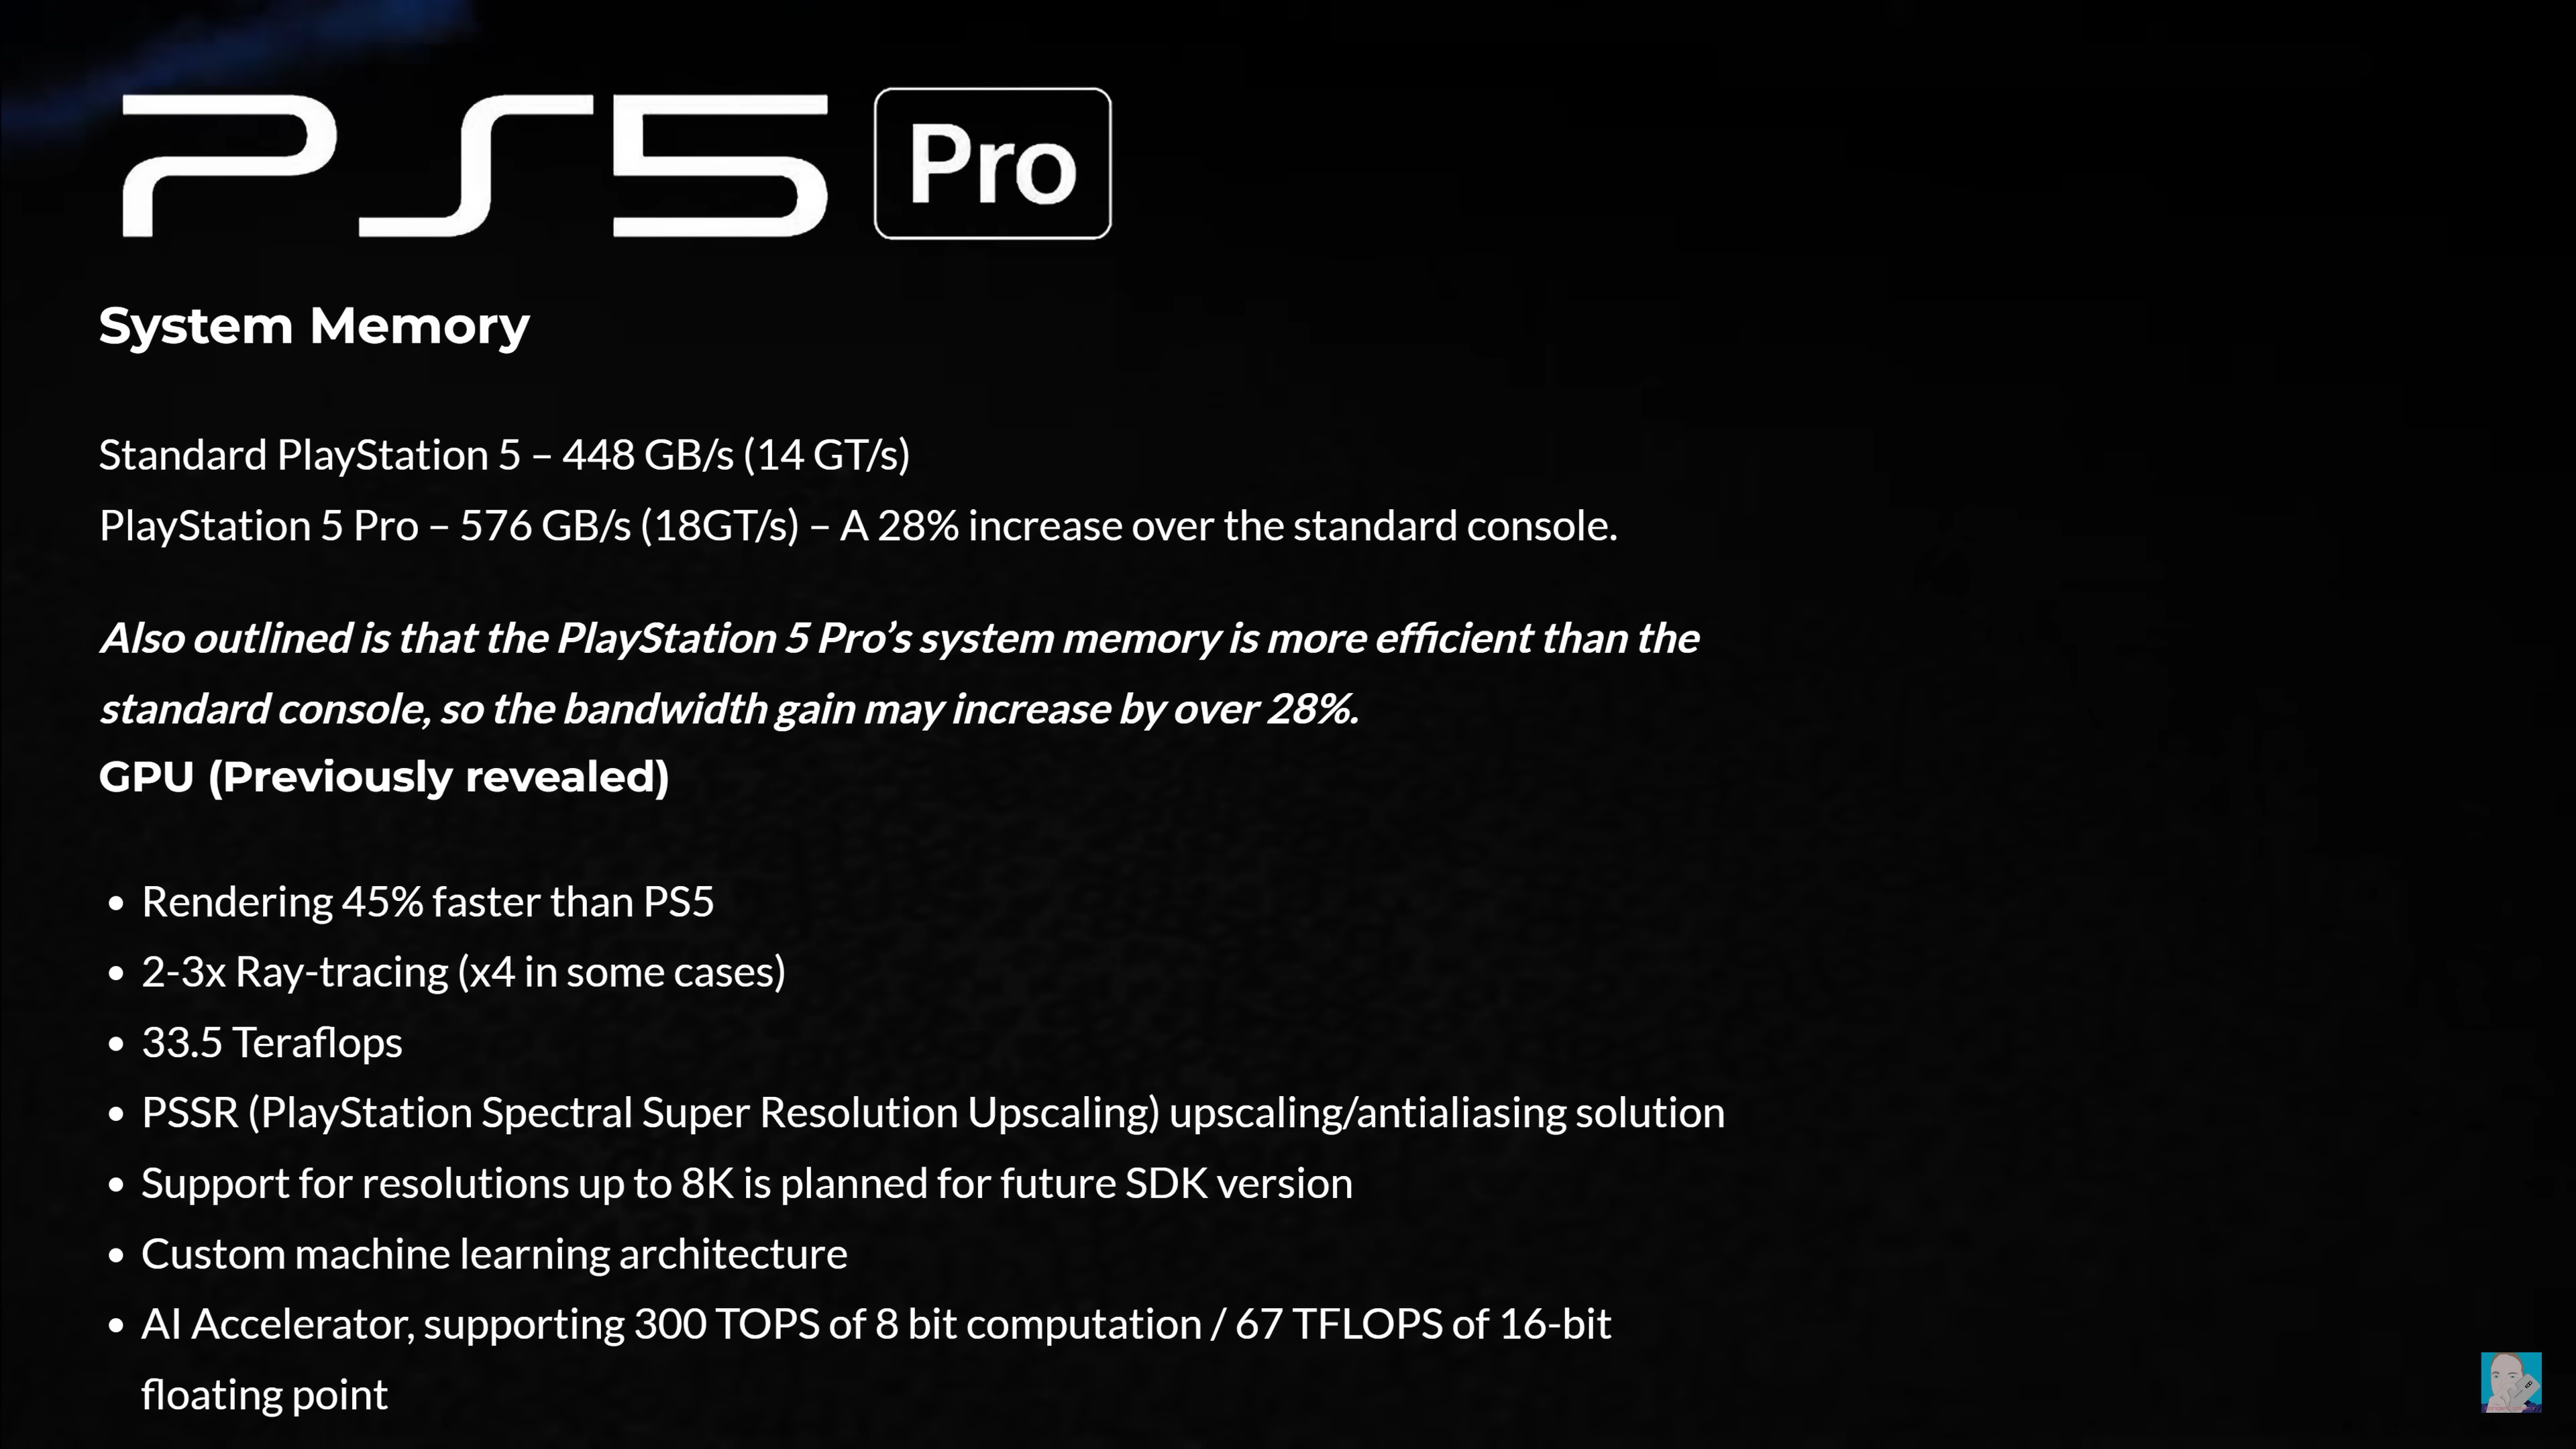 PS5 Pro
System Memory
Standard PlayStation 5 – 448 GB/s (14 GT/s)
PlayStation 5 Pro – 576 GB/s (18GT/s) – A 28% increase over the standard console.
Also outlined is that the PlayStation 5 Pro’s system memory is more efficient than the
standard console, so the bandwidth gain may increase by over 28%.
GPU (Previously revealed)
• Rendering 45% faster than PS5
• 2-3x Ray-tracing (x4 in some cases)
• 33.5 Teraflops
• PSSR (PlayStation Spectral Super Resolution Upscaling) upscaling/antialiasing solution
• Support for resolutions up to 8K is planned for future SDK version
• Custom machine learning architecture
• AI Accelerator, supporting 300 TOPS of 8 bit computation / 67 TFLOPS of 16-bit
floating point